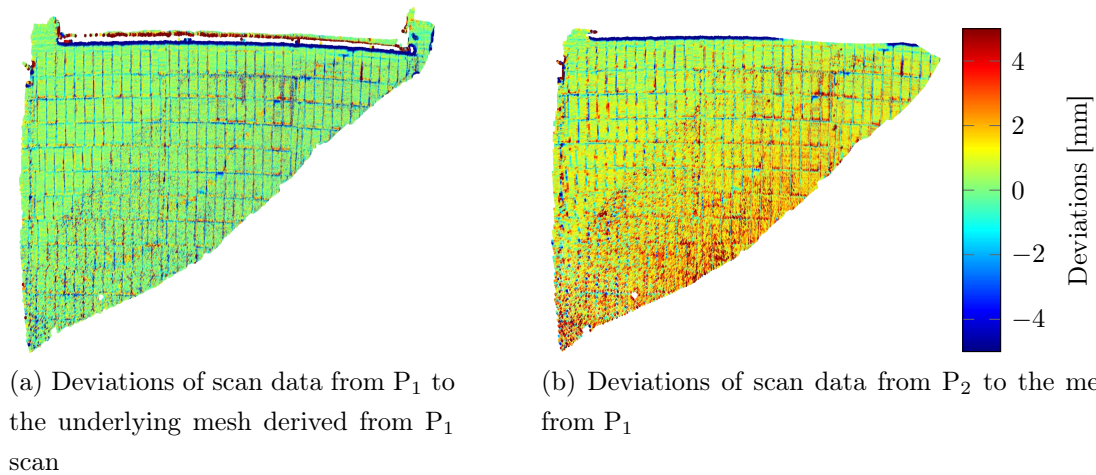 4
2
0
−2
−4
Deviations [mm]
(a) Deviations of scan data from P₁ to
the underlying mesh derived from P₁
scan
(b) Deviations of scan data from P₂ to the me
from P₁